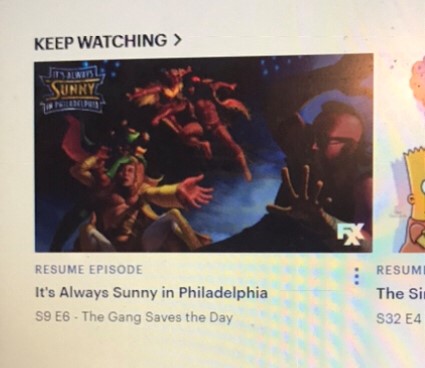 KEEP WATCHING >
IT'S ALWAYS
SUNNY
IN PHILADELPHIA
FXX
RESUME EPISODE
It's Always Sunny in Philadelphia
S9 E6 - The Gang Saves the Day
RESUM
The Si
S32 E4